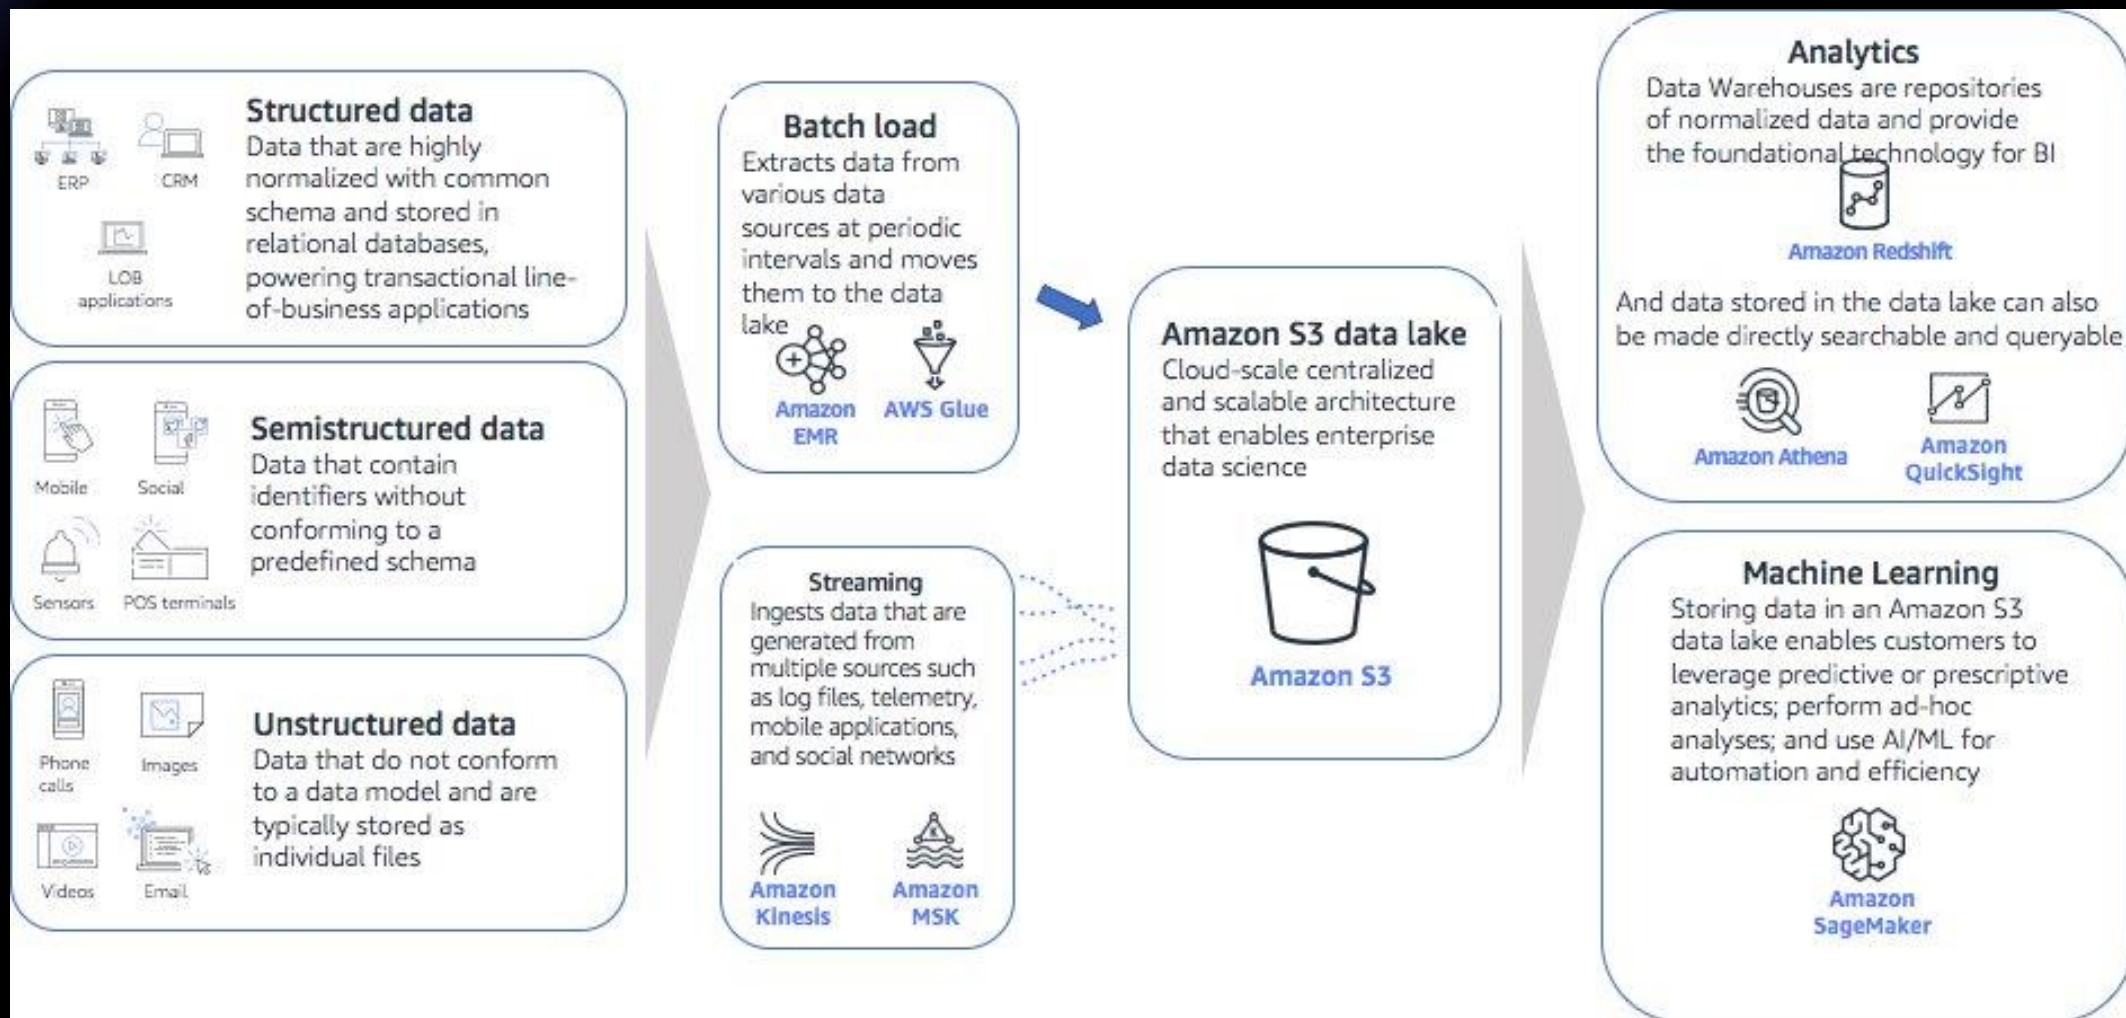 Structured data
Data that are highly
normalized with common
schema and stored in
relational databases,
powering transactional line-
of-business applications
ERP
CRM
LOB
applications
Semistructured data
Data that contain
identifiers without
conforming to a
predefined schema
Mobile
Social
Sensors
POS terminals
Unstructured data
Data that do not conform
to a data model and are
typically stored as
individual files
Phone
calls
Images
Videos
Email
Batch load
Extracts data from
various data
sources at periodic
intervals and moves
them to the data
lake
Amazon
EMR
AWS Glue
Streaming
Ingests data that are
generated from
multiple sources such
as log files, telemetry,
mobile applications,
and social networks
Amazon
Kinesis
K
Amazon
MSK
Amazon S3 data lake
Cloud-scale centralized
and scalable architecture
that enables enterprise
data science
Amazon S3
Analytics
Data Warehouses are repositories
of normalized data and provide
the foundational technology for BI
Amazon Redshift
And data stored in the data lake can also
be made directly searchable and queryable
Amazon Athena
Amazon
QuickSight
Machine Learning
Storing data in an Amazon S3
data lake enables customers to
leverage predictive or prescriptive
analytics; perform ad-hoc
analyses; and use AI/ML for
automation and efficiency
Amazon
SageMaker